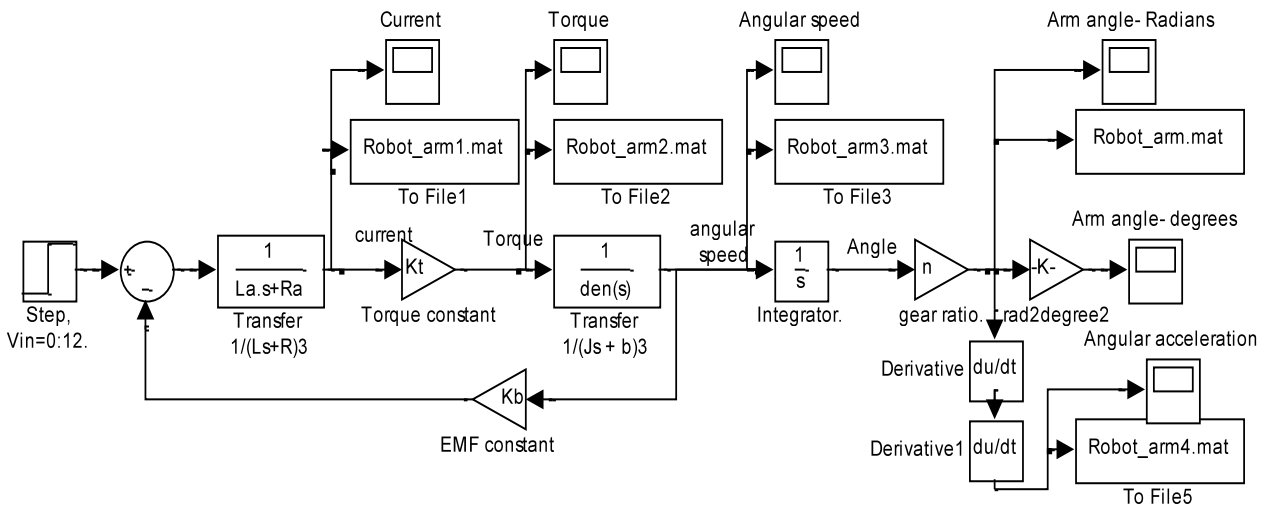 Current
Torque
Angular speed
Arm angle- Radians
Robot_arm1.mat
Robot_arm2.mat
Robot_arm3.mat
Robot_arm.mat
To File1
To File2
To File3
Arm angle- degrees
current
Torque
angular
speed
Angle
+
−
1
La.s+Ra
Kt
1
den(s)
1
s
n
-K-
Step,
Vin=0:12.
Transfer
1/(Ls+R)3
Torque constant
Transfer
1/(Js + b)3
Integrator.
gear ratio.
rad2degree2
Angular acceleration
Derivative
du/dt
Kb
EMF constant
Derivative1
du/dt
Robot_arm4.mat
To File5